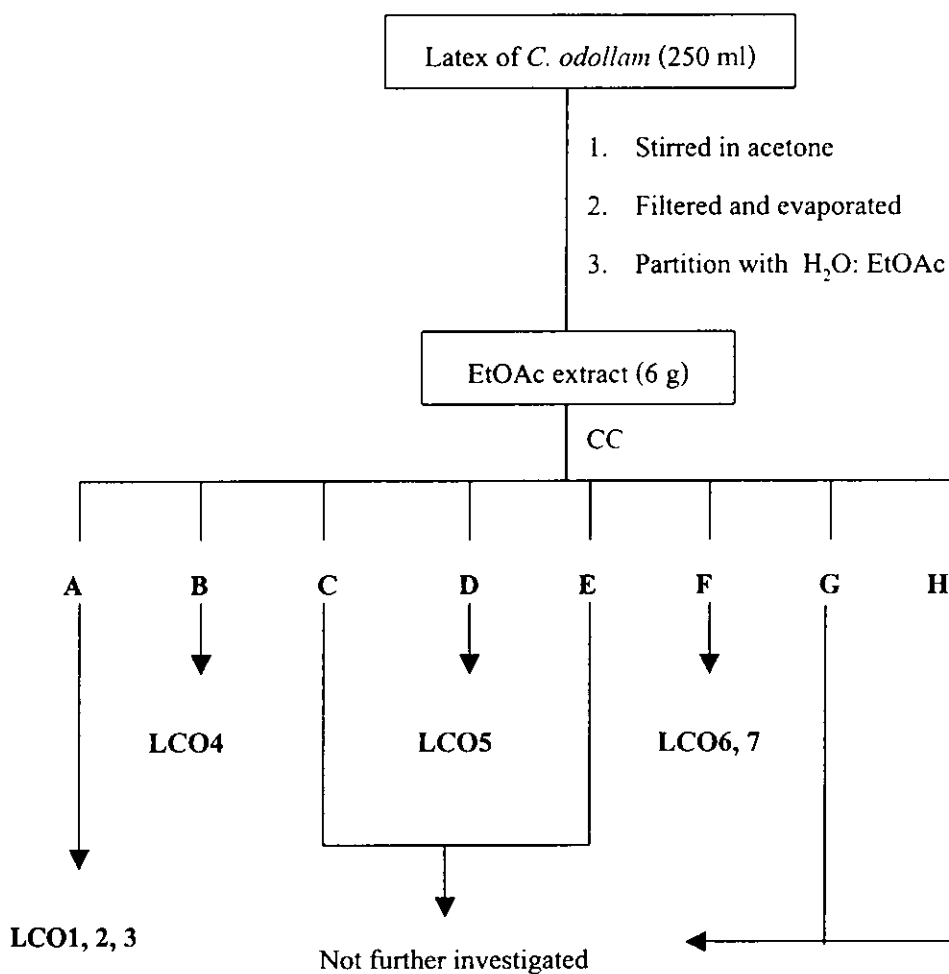 Latex of C. odollam (250 ml)
1. Stirred in acetone
2. Filtered and evaporated
3. Partition with H₂O: EtOAc
EtOAc extract (6 g)
CC
A B C D E F G H
LCO4 LCO5 LCO6, 7
LCO1, 2, 3
Not further investigated